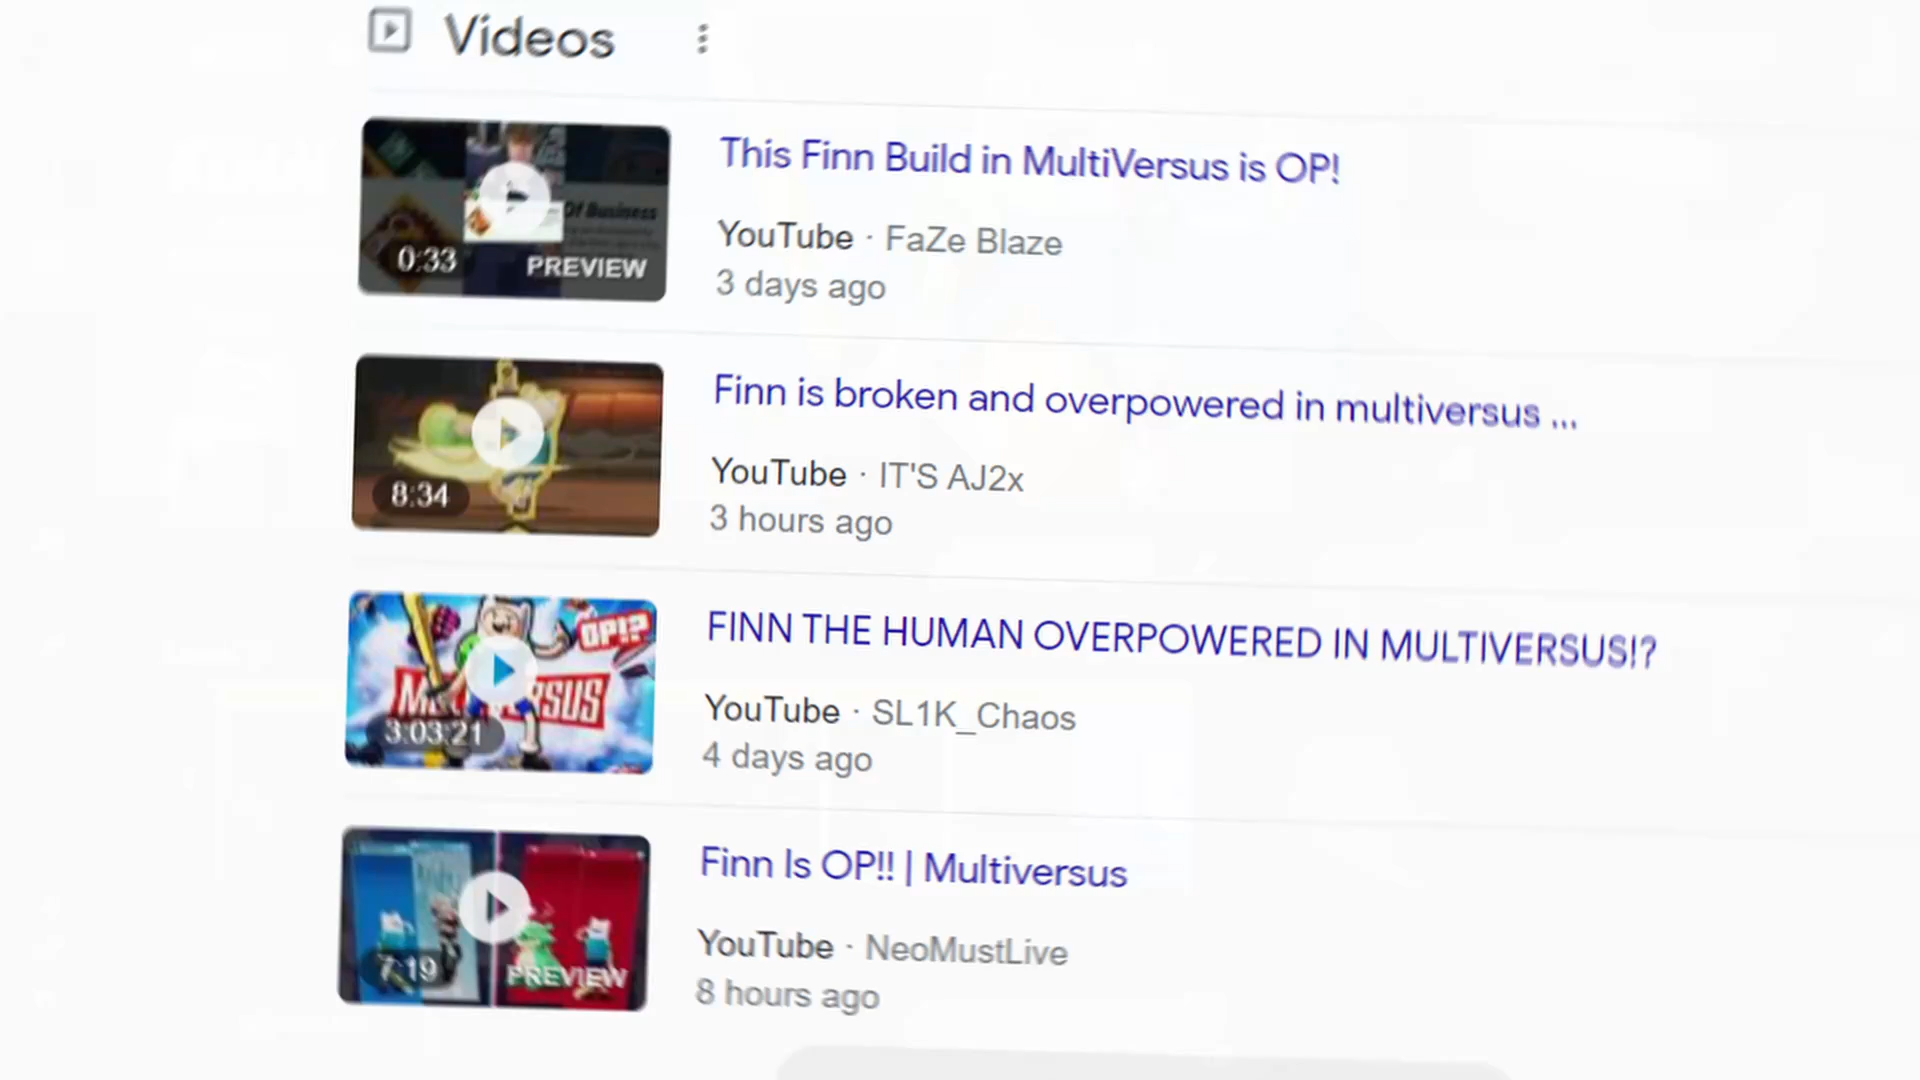 Videos
This Finn Build in MultiVersus is OP!
Of Business
0:33
PREVIEW
YouTube · FaZe Blaze
3 days ago
Finn is broken and overpowered in multiversus ...
8:34
YouTube · IT'S AJ2x
3 hours ago
FINN THE HUMAN OVERPOWERED IN MULTIVERSUS!?
OP!?
3:03:21
YouTube · SL1K_Chaos
4 days ago
Finn Is OP!! | Multiversus
7:19
PREVIEW
YouTube · NeoMustLive
8 hours ago